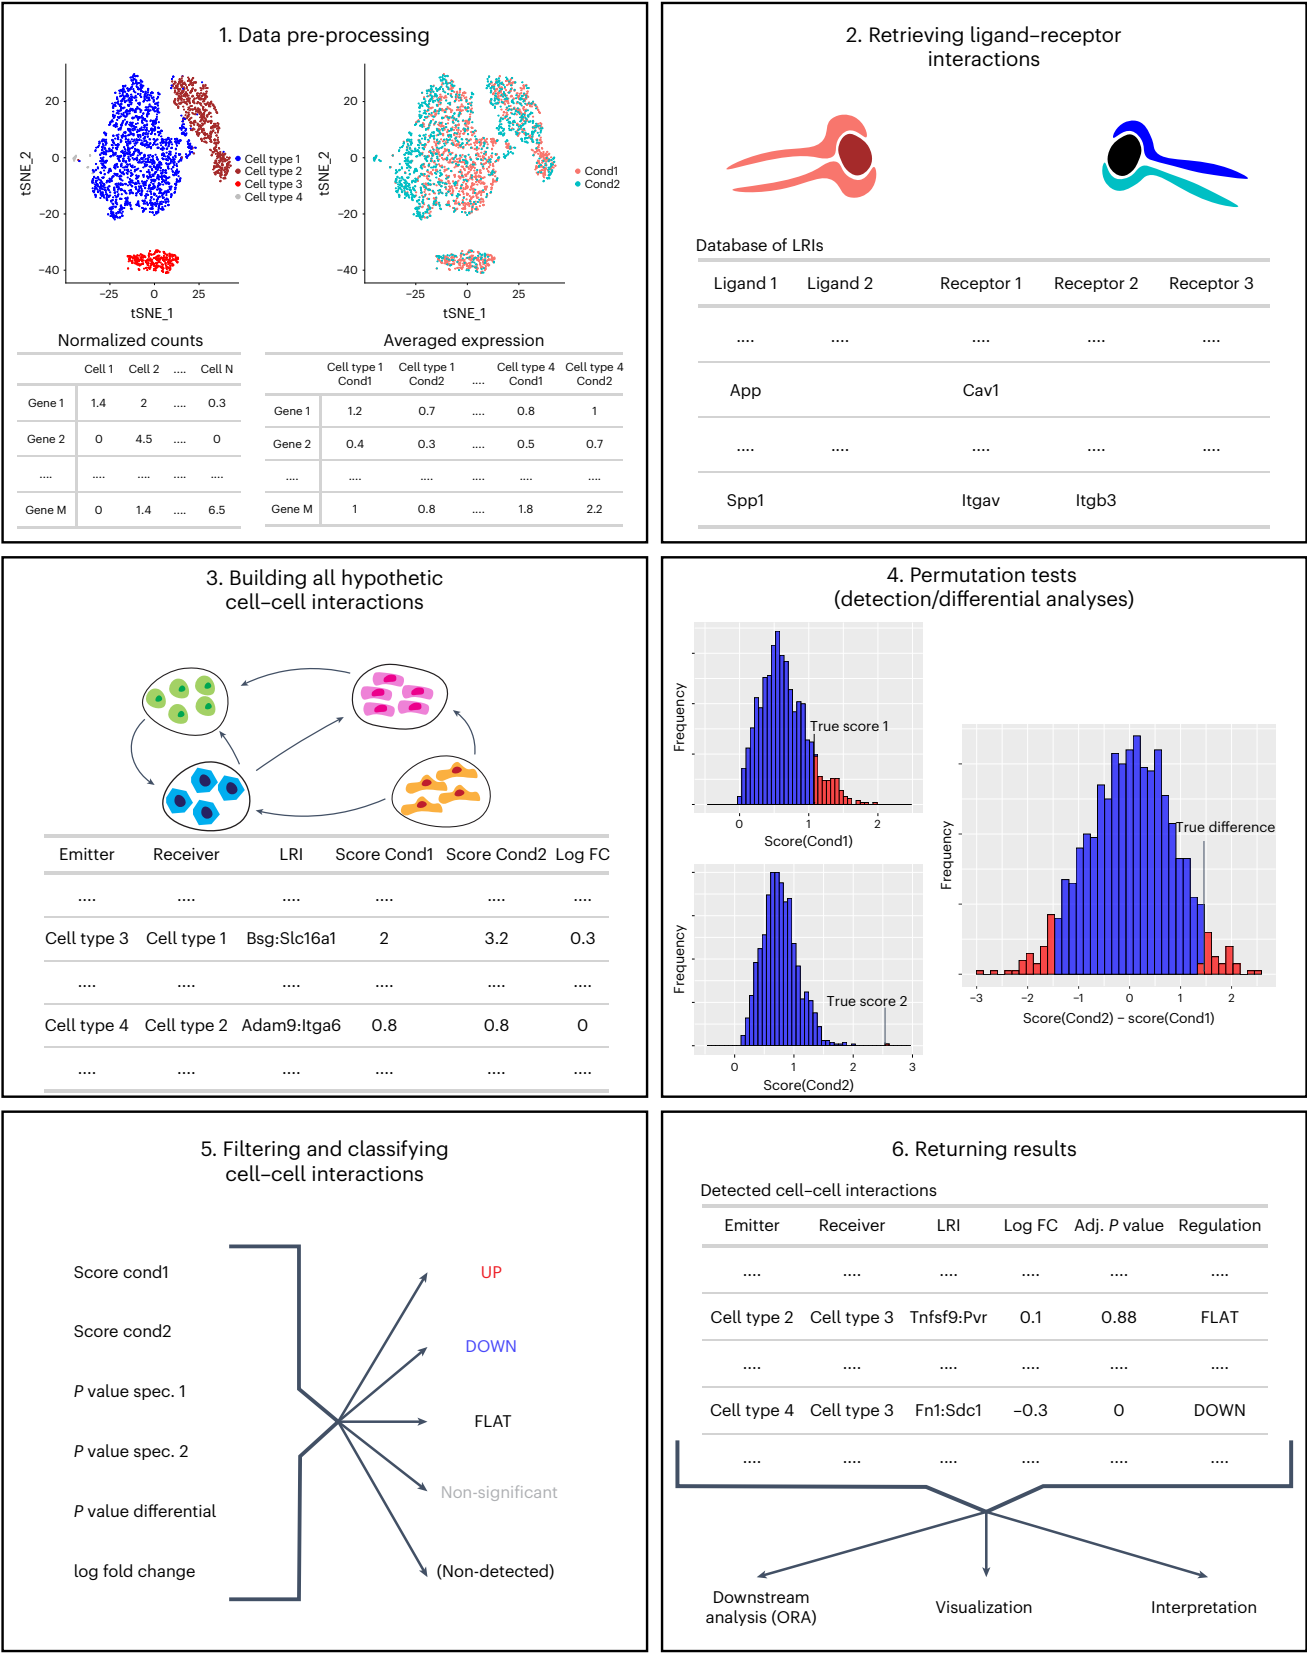 1. Data pre-processing
20
0
−20
−40
tSNE_2
−25 0 25
tSNE_1
Cell type 1
Cell type 2
Cell type 3
Cell type 4
20
0
−20
−40
tSNE_2
−25 0 25
tSNE_1
Cond1
Cond2
Normalized counts
Cell 1 Cell 2 .... Cell N
Gene 1 1.4 2 .... 0.3
Gene 2 0 4.5 .... 0
.... .... .... .... ....
Gene M 0 1.4 .... 6.5
Averaged expression
Cell type 1 Cell type 1 Cell type 4 Cell type 4
Cond1 Cond2 .... Cond1 Cond2
Gene 1 1.2 0.7 .... 0.8 1
Gene 2 0.4 0.3 .... 0.5 0.7
.... .... .... .... .... ....
Gene M 1 0.8 .... 1.8 2.2
2. Retrieving ligand–receptor
interactions
Database of LRIs
Ligand 1 Ligand 2 Receptor 1 Receptor 2 Receptor 3
.... .... .... .... ....
App Cav1
.... .... .... .... ....
Spp1 Itgav Itgb3
3. Building all hypothetic
cell–cell interactions
Emitter Receiver LRI Score Cond1 Score Cond2 Log FC
.... .... .... .... .... ....
Cell type 3 Cell type 1 Bsg:Slc16a1 2 3.2 0.3
.... .... .... .... .... ....
Cell type 4 Cell type 2 Adam9:Itga6 0.8 0.8 0
.... .... .... .... .... ....
4. Permutation tests
(detection/differential analyses)
Frequency
True score 1
0 1 2
Score(Cond1)
Frequency
True score 2
0 1 2 3
Score(Cond2)
Frequency
True difference
−3 −2 −1 0 1 2
Score(Cond2) − score(Cond1)
5. Filtering and classifying
cell–cell interactions
Score cond1
Score cond2
P value spec. 1
P value spec. 2
P value differential
log fold change
UP
DOWN
FLAT
Non-significant
(Non-detected)
6. Returning results
Detected cell–cell interactions
Emitter Receiver LRI Log FC Adj. P value Regulation
.... .... .... .... .... ....
Cell type 2 Cell type 3 Tnfsf9:Pvr 0.1 0.88 FLAT
.... .... .... .... .... ....
Cell type 4 Cell type 3 Fn1:Sdc1 −0.3 0 DOWN
.... .... .... .... .... ....
Downstream
analysis (ORA)
Visualization
Interpretation